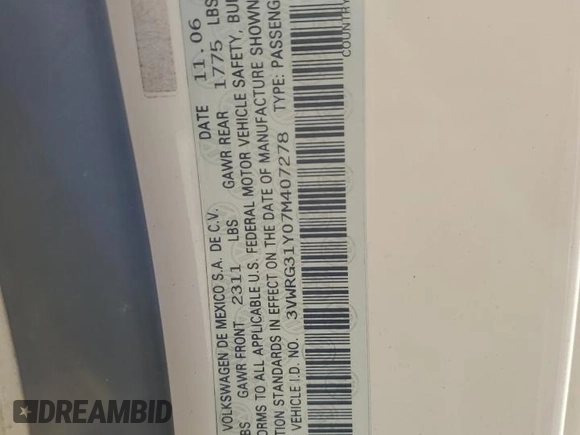 VOLKSWAGEN DE MEXICO S.A. DE C.V. DATE 11.06
BS GAWR FRONT 2311 LBS GAWR REAR 1775 LBS
ORMS TO ALL APPLICABLE U.S. FEDERAL MOTOR VEHICLE SAFETY, BU
TION STANDARDS IN EFFECT ON THE DATE OF MANUFACTURE SHOWN
VEHICLE I.D. NO. 3VWRG31Y07M407278 TYPE: PASSENG
COUNTRY
DREAMBID